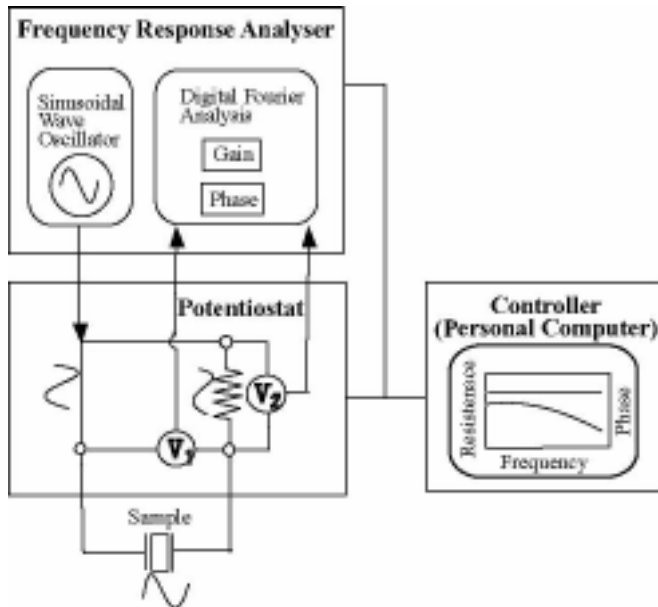 Frequency Response Analyser
Sinusoidal
Wave
Oscillator
Digital Fourier
Analysis
Gain
Phase
Potentiostat
V2
V1
Sample
Controller
(Personal Computer)
Resistemice
Phase
Frequency